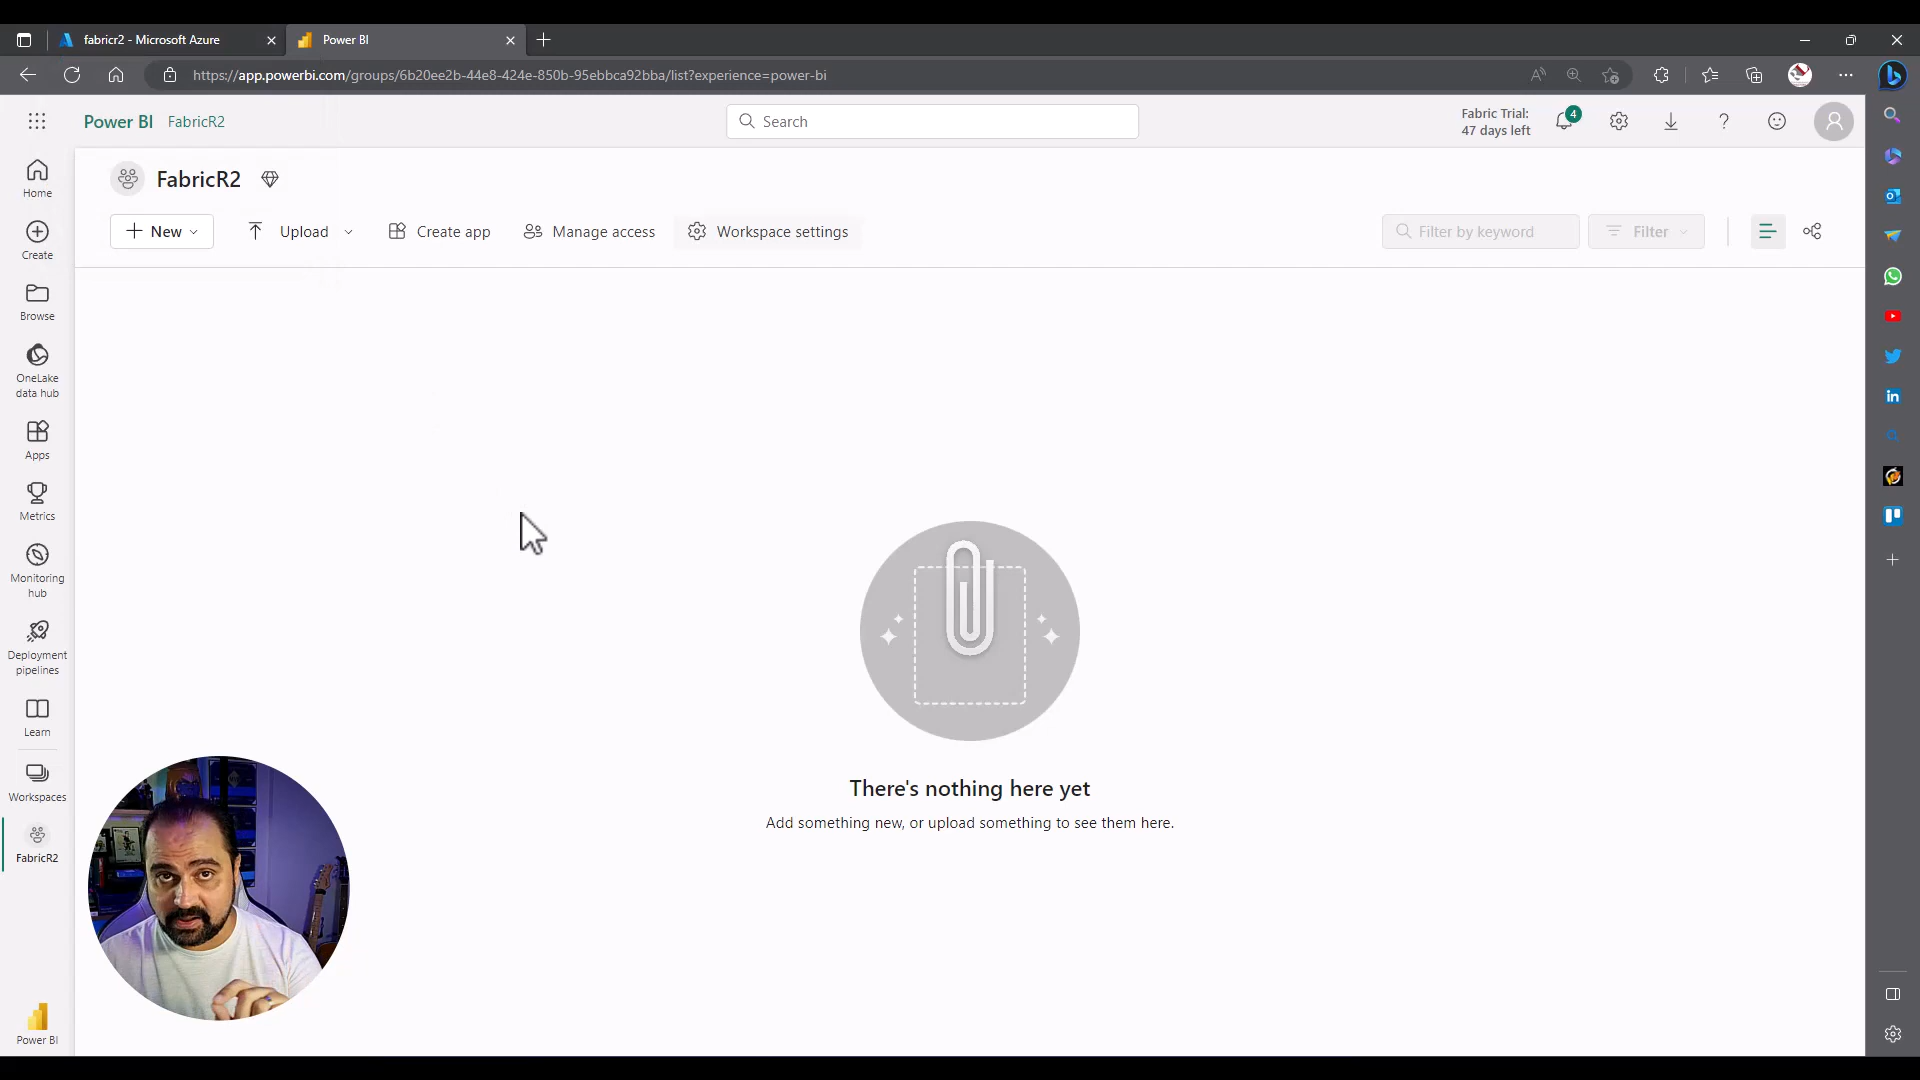 fabricr2 - Microsoft Azure
Power BI
https://app.powerbi.com/groups/6b20ee2b-44e8-424e-850b-95ebbca92bba/list?experience=power-bi
Power BI
FabricR2
Search
Fabric Trial:
47 days left
4
FabricR2
New
Upload
Create app
Manage access
Workspace settings
Filter by keyword
Filter
Home
Create
Browse
OneLake
data hub
Apps
Metrics
Monitoring
hub
Deployment
pipelines
Learn
Workspaces
FabricR2
Power BI
There's nothing here yet
Add something new, or upload something to see them here.